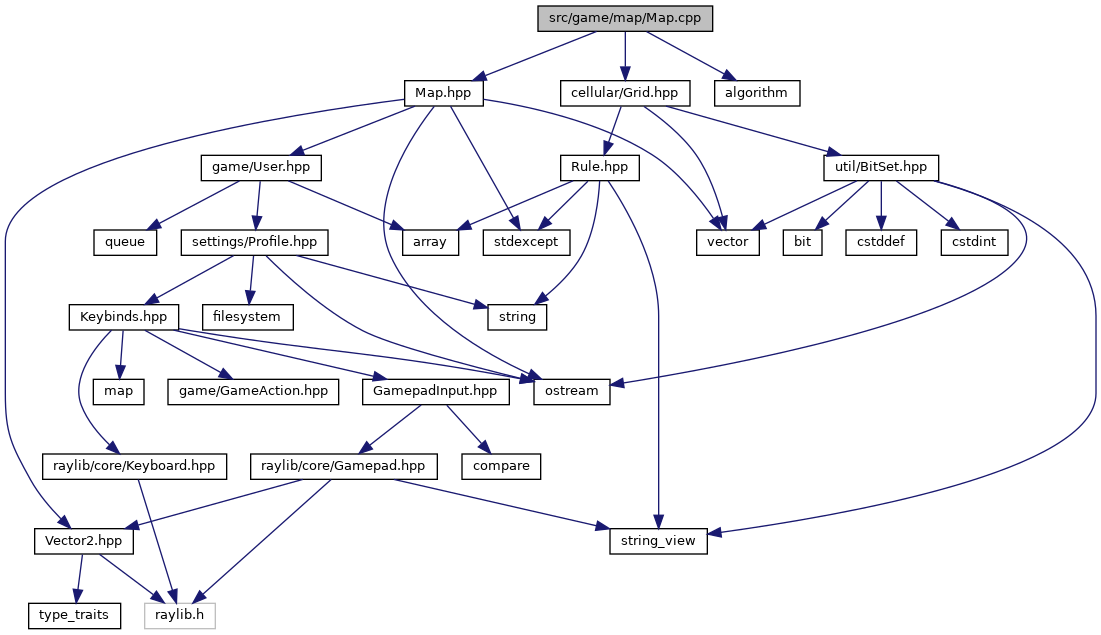 src/game/map/Map.cpp
Map.hpp
cellular/Grid.hpp
algorithm
game/User.hpp
Rule.hpp
util/BitSet.hpp
queue
settings/Profile.hpp
array
stdexcept
vector
bit
cstddef
cstdint
Keybinds.hpp
filesystem
string
map
game/GameAction.hpp
GamepadInput.hpp
ostream
raylib/core/Keyboard.hpp
raylib/core/Gamepad.hpp
compare
Vector2.hpp
string_view
type_traits
raylib.h